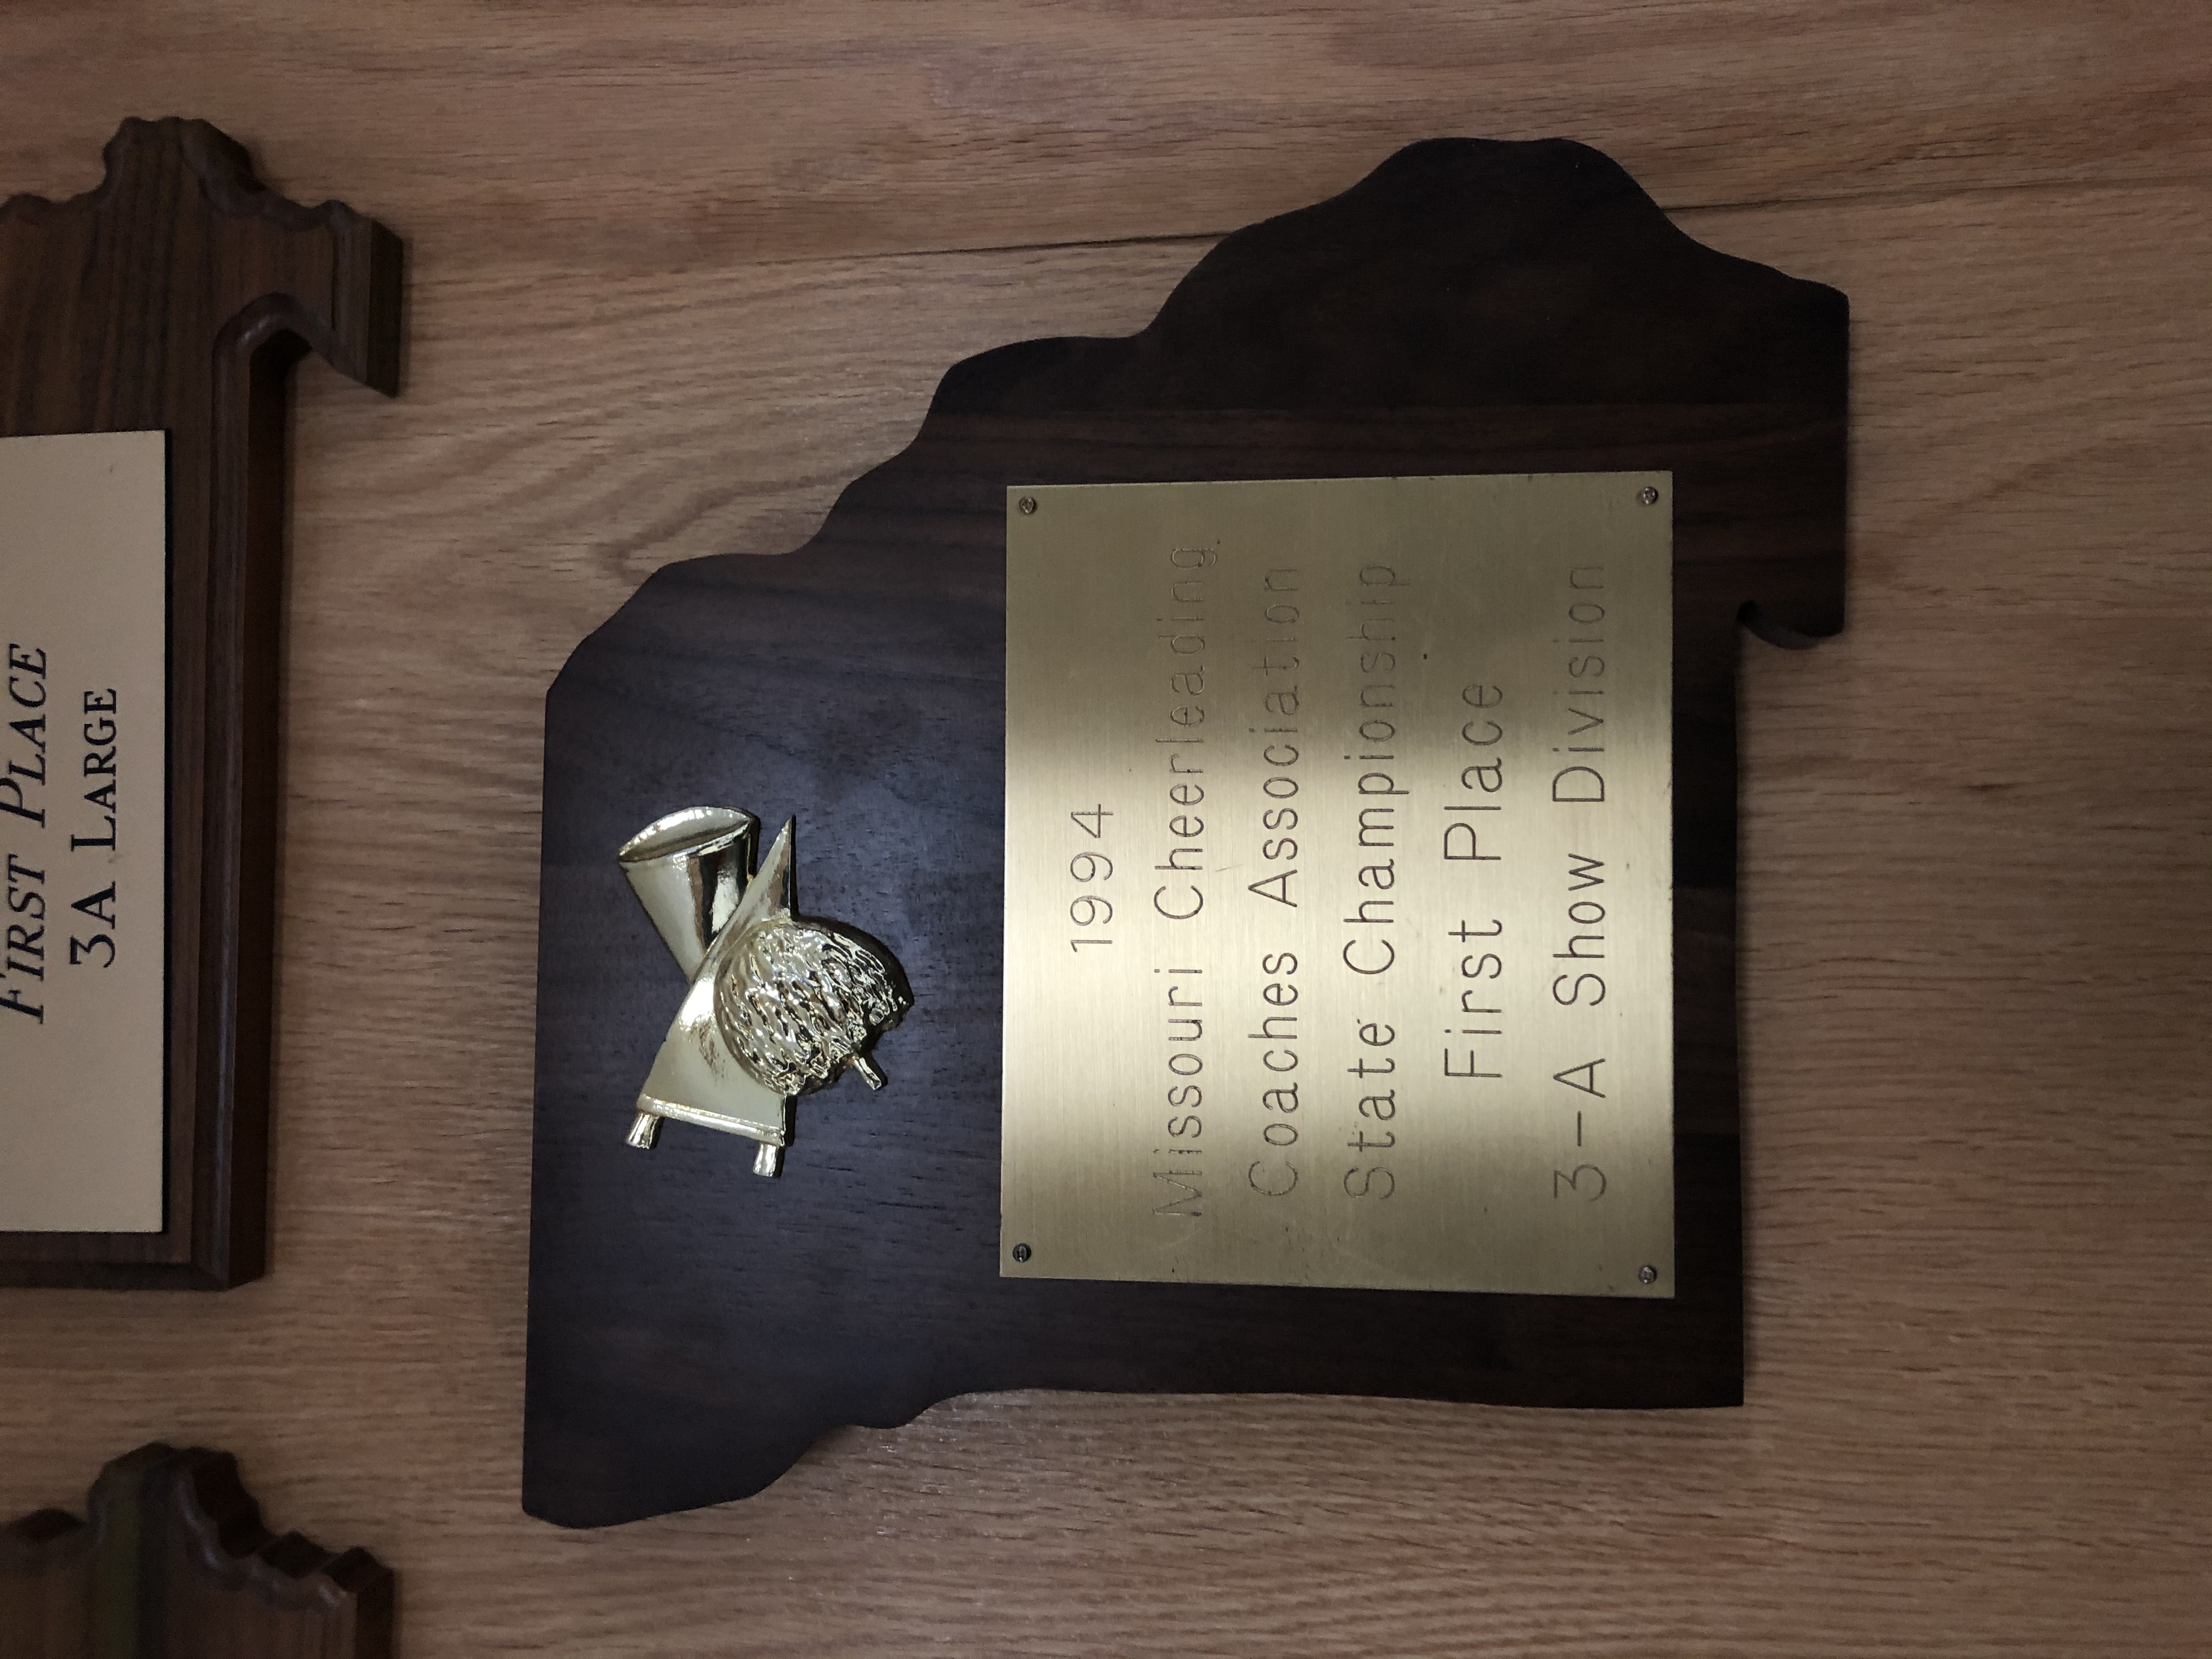 First Place
3A Large
1994
Missouri Cheerleading
Coaches Association
State Championship
First Place
3-A Show Division